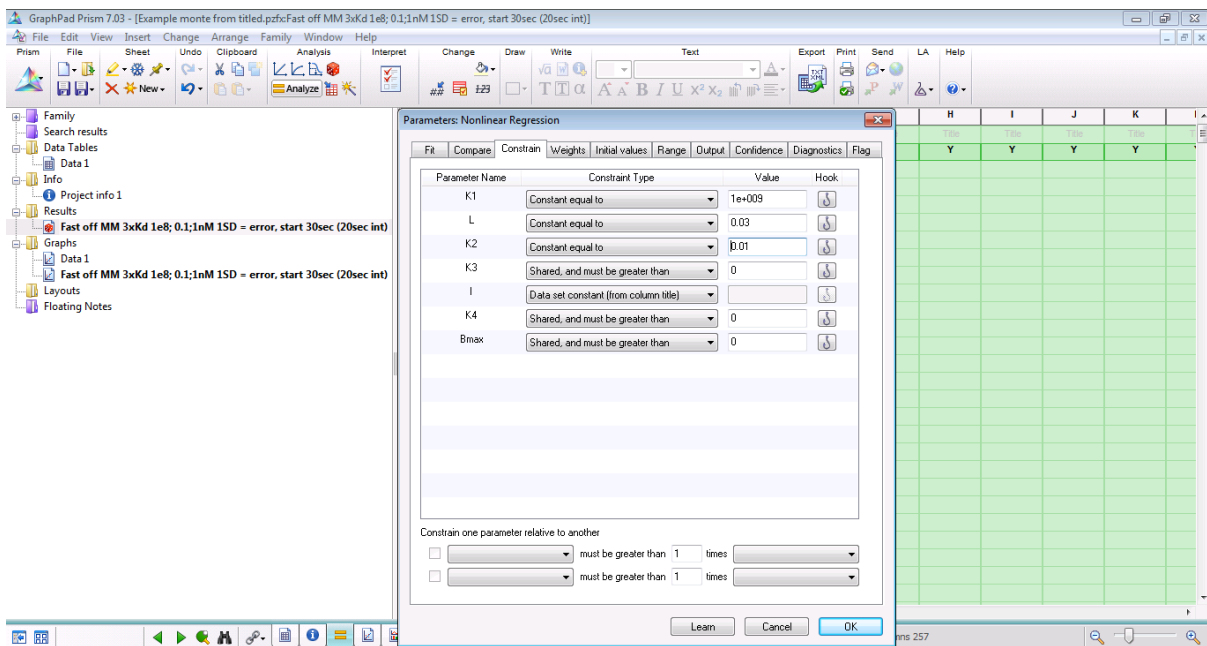 GraphPad Prism 7.03 - [Example monte from titled.pzfx:Fast off MM 3xKd 1e8; 0.1;1nM 1SD = error, start 30sec (20sec int)]
File Edit View Insert Change Arrange Family Window Help
Prism File Sheet Undo Clipboard Analysis Interpret Change Draw Write Text Export Print Send LA Help
New
Analyze
Family
Search results
Data Tables
Data 1
Info
Project info 1
Results
Fast off MM 3xKd 1e8; 0.1;1nM 1SD = error, start 30sec (20sec int)
Graphs
Data 1
Fast off MM 3xKd 1e8; 0.1;1nM 1SD = error, start 30sec (20sec int)
Layouts
Floating Notes
Parameters: Nonlinear Regression
Fit Compare Constrain Weights Initial values Range Output Confidence Diagnostics Flag
Parameter Name Constraint Type Value Hook
K1 Constant equal to 1e+009
L Constant equal to 0.03
K2 Constant equal to 0.01
K3 Shared, and must be greater than 0
I Data set constant (from column title)
K4 Shared, and must be greater than 0
Bmax Shared, and must be greater than 0
Constrain one parameter relative to another
must be greater than 1 times
must be greater than 1 times
Learn Cancel OK
H I J K
Title Title Title Title
Y Y Y Y
257